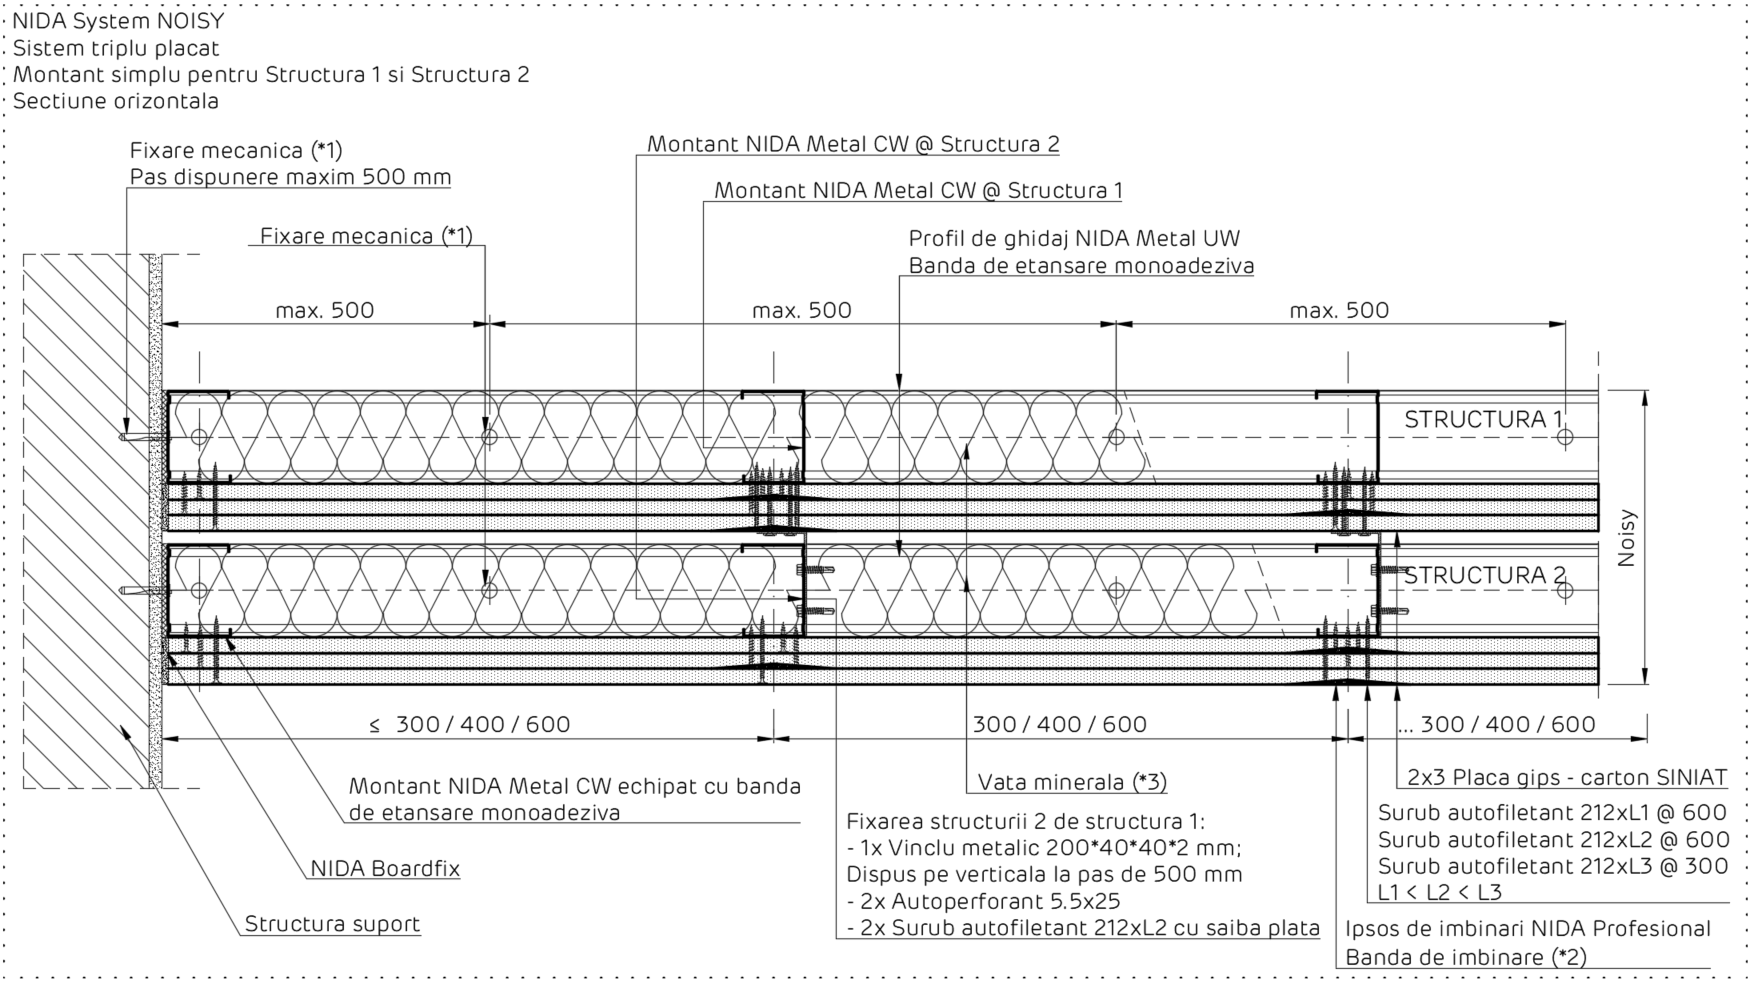 NIDA System NOISY
Sistem triplu placat
Montant simplu pentru Structura 1 si Structura 2
Sectiune orizontala
Fixare mecanica (*1)
Pas dispunere maxim 500 mm
Montant NIDA Metal CW @ Structura 2
Montant NIDA Metal CW @ Structura 1
Fixare mecanica (*1)
Profil de ghidaj NIDA Metal UW
Banda de etansare monoadeziva
max. 500
max. 500
max. 500
STRUCTURA 1
Noisy
STRUCTURA 2
≤ 300 / 400 / 600
300 / 400 / 600
... 300 / 400 / 600
Montant NIDA Metal CW echipat cu banda
de etansare monoadeziva
Vata minerala (*3)
2x3 Placa gips - carton SINIAT
NIDA Boardfix
Structura suport
Fixarea structurii 2 de structura 1:
- 1x Vinclu metalic 200*40*40*2 mm;
Dispus pe verticala la pas de 500 mm
- 2x Autoperforant 5.5x25
- 2x Surub autofiletant 212xL2 cu saiba plata
Surub autofiletant 212xL1 @ 600
Surub autofiletant 212xL2 @ 600
Surub autofiletant 212xL3 @ 300
L1 < L2 < L3
Ipsos de imbinari NIDA Profesional
Banda de imbinare (*2)